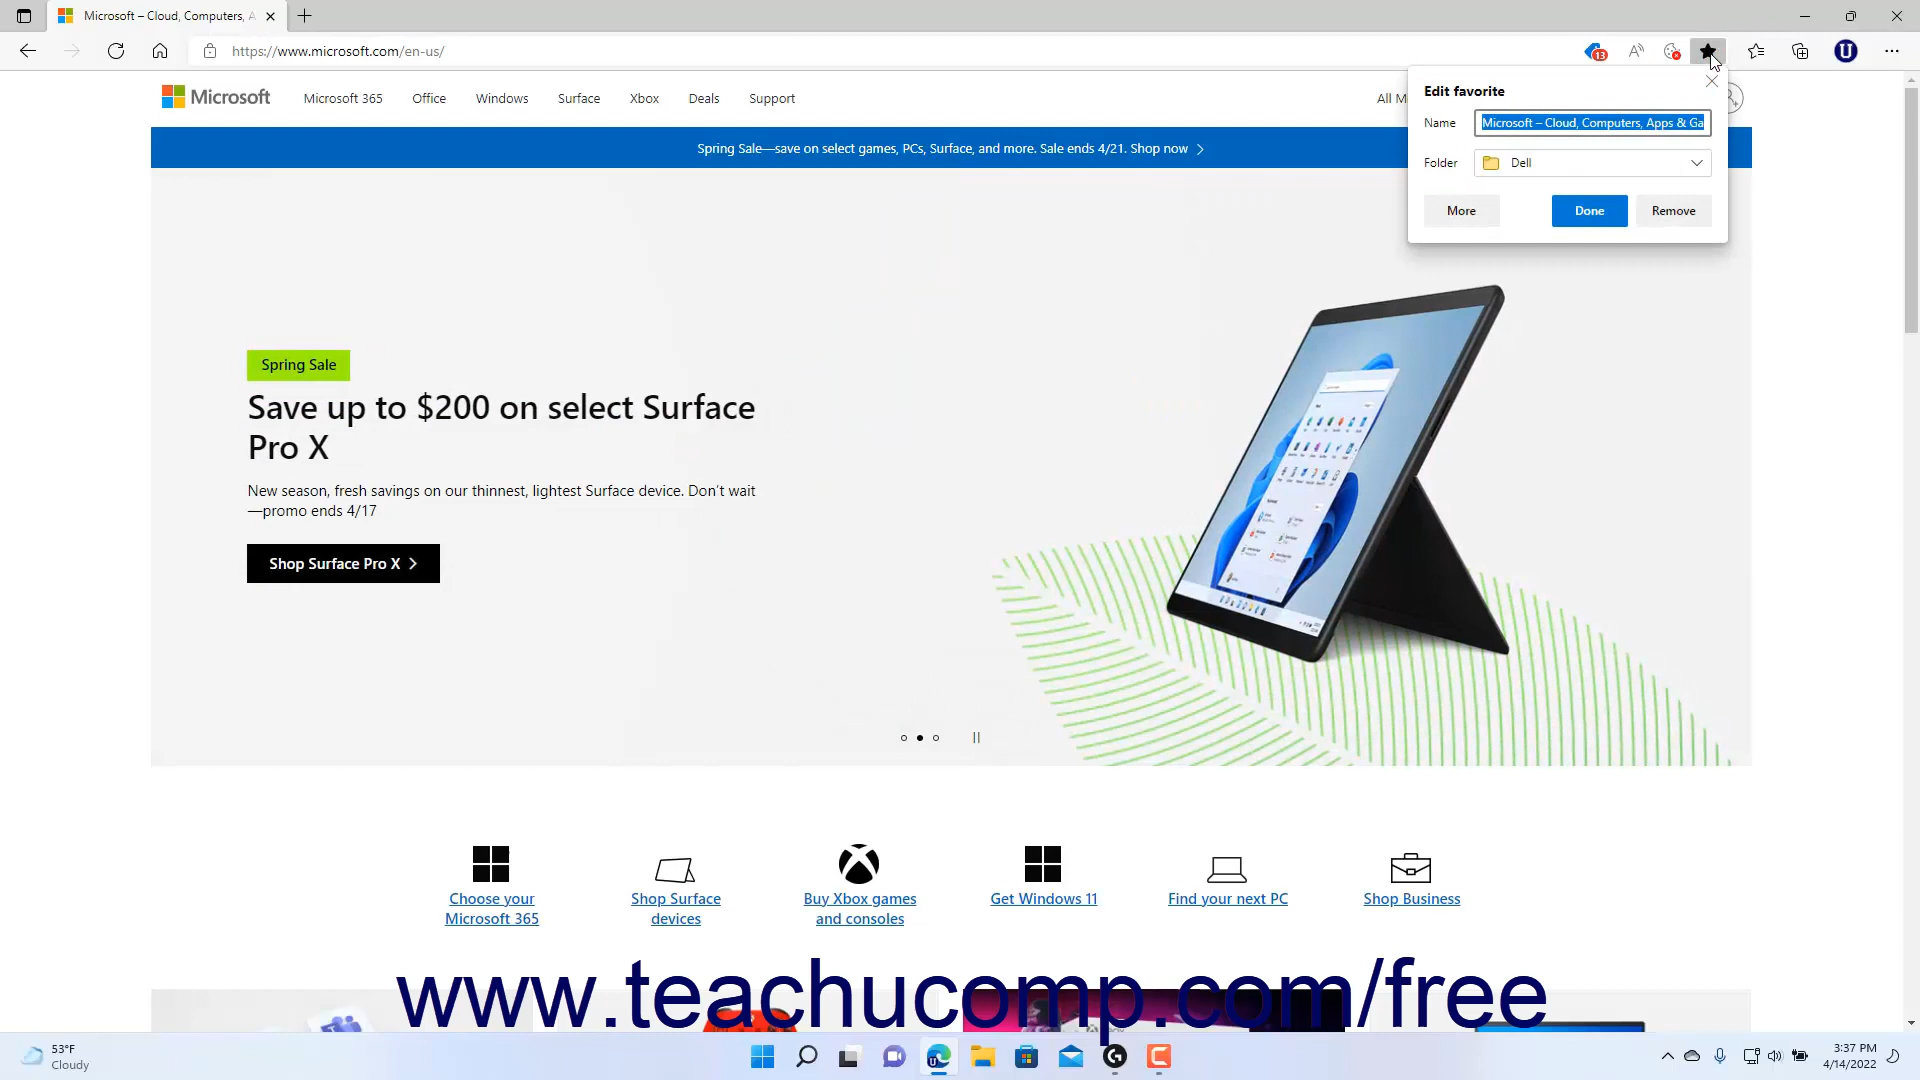 Microsoft – Cloud, Computers, A
https://www.microsoft.com/en-us/
13
Microsoft
Microsoft 365
Office
Windows
Surface
Xbox
Deals
Support
All M
Edit favorite
Name
Microsoft – Cloud, Computers, Apps & Ga
Folder
Dell
More
Done
Remove
Spring Sale—save on select games, PCs, Surface, and more. Sale ends 4/21. Shop now
Spring Sale
Save up to $200 on select Surface
Pro X
New season, fresh savings on our thinnest, lightest Surface device. Don't wait
—promo ends 4/17
Shop Surface Pro X
Choose your
Microsoft 365
Shop Surface
devices
Buy Xbox games
and consoles
Get Windows 11
Find your next PC
Shop Business
www.teachucomp.com/free
53°F
Cloudy
3:37 PM
4/14/2022